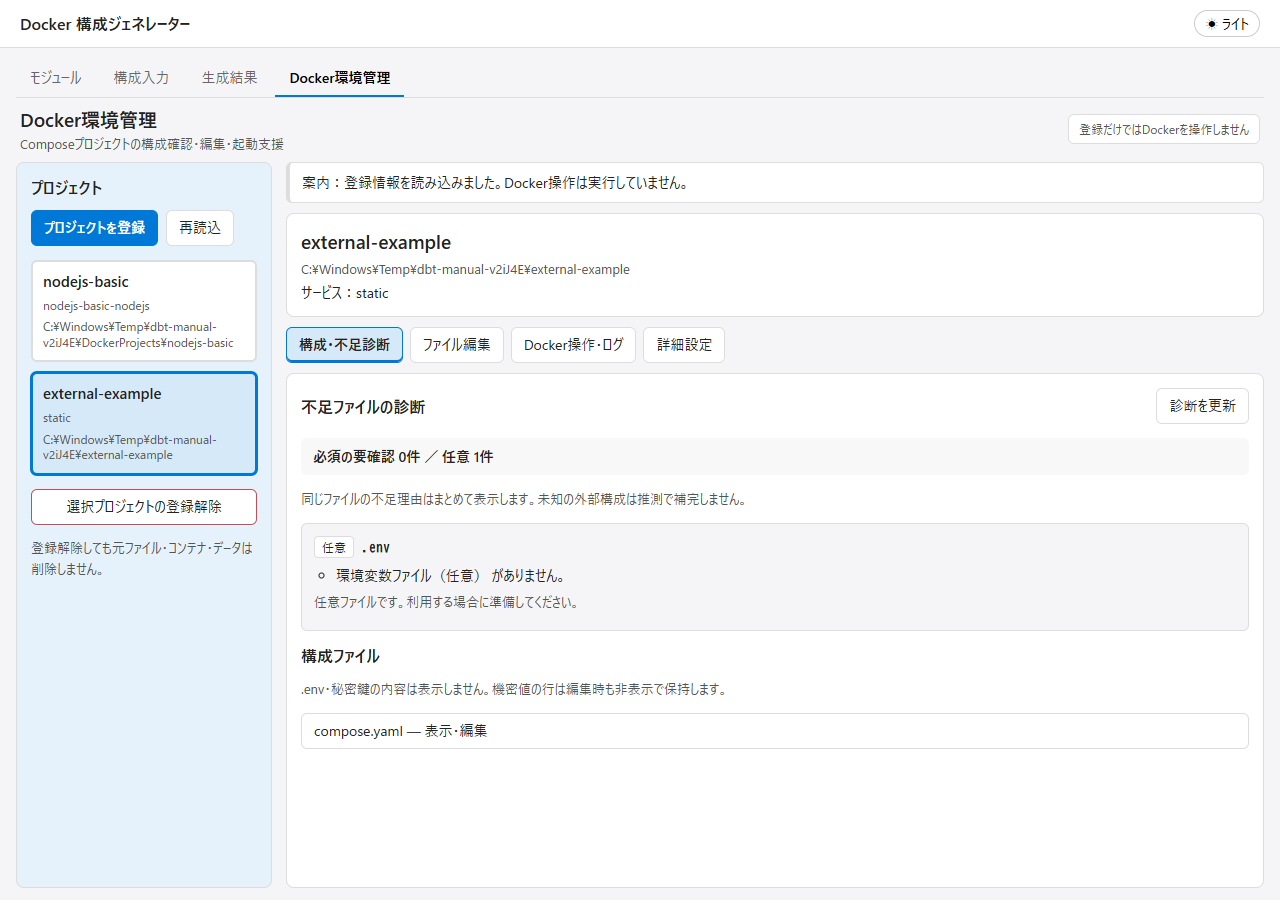 Docker 構成ジェネレーター
ライト
モジュール
構成入力
生成結果
Docker環境管理
Docker環境管理
Composeプロジェクトの構成確認・編集・起動支援
登録だけではDockerを操作しません
プロジェクト
プロジェクトを登録
再読込
nodejs-basic
nodejs-basic-nodejs
C:¥Windows¥Temp¥dbt-manual-
v2iJ4E¥DockerProjects¥nodejs-basic
external-example
static
C:¥Windows¥Temp¥dbt-manual-
v2iJ4E¥external-example
選択プロジェクトの登録解除
登録解除しても元ファイル・コンテナ・データは
削除しません。
案内：登録情報を読み込みました。Docker操作は実行していません。
external-example
C:¥Windows¥Temp¥dbt-manual-v2iJ4E¥external-example
サービス：static
構成・不足診断
ファイル編集
Docker操作・ログ
詳細設定
不足ファイルの診断
診断を更新
必須の要確認 0件 ／ 任意 1件
同じファイルの不足理由はまとめて表示します。未知の外部構成は推測で補完しません。
任意 .env
環境変数ファイル（任意） がありません。
任意ファイルです。利用する場合に準備してください。
構成ファイル
.env・秘密鍵の内容は表示しません。機密値の行は編集時も非表示で保持します。
compose.yaml — 表示・編集